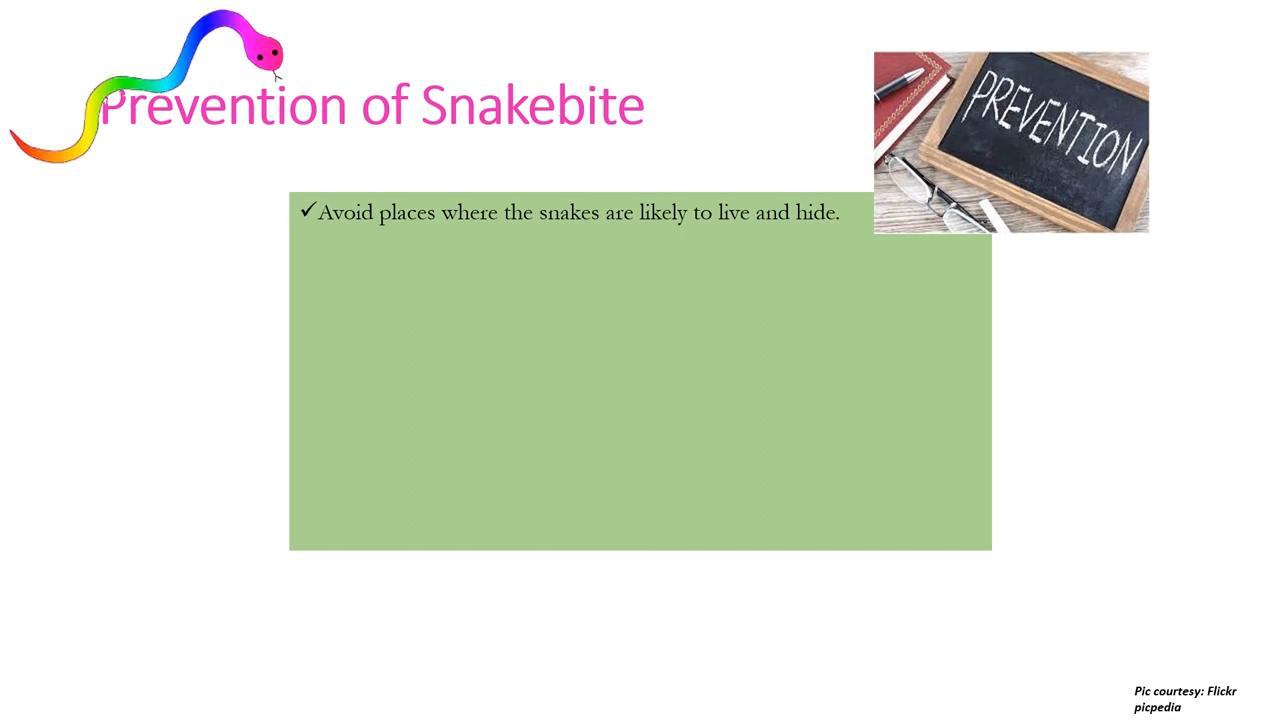 Prevention of Snakebite
PREVENTION
✓Avoid places where the snakes are likely to live and hide.
Pic courtesy: Flickr
picpedia